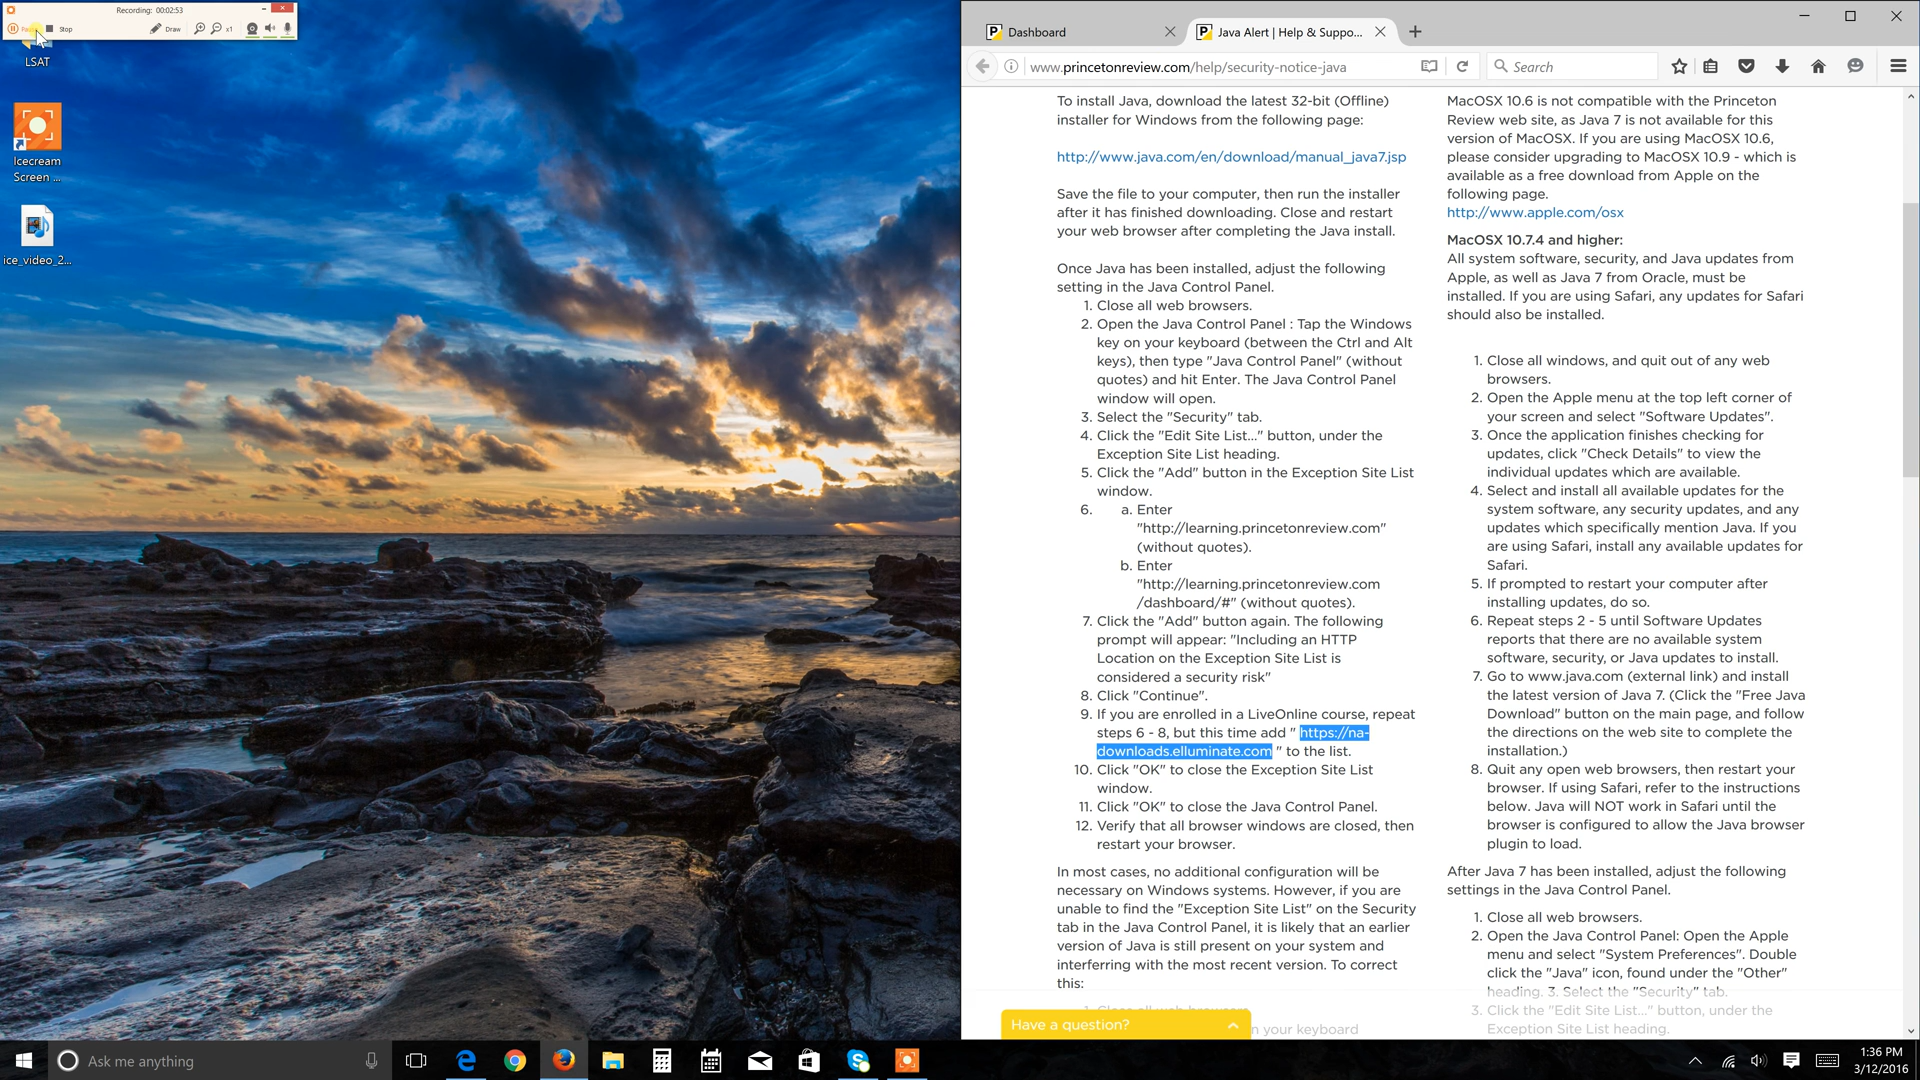 Recording: 00:02:53
Stop
Draw
x1
LSAT
Icecream
Screen ...
ice_video_2...
Dashboard
Java Alert | Help & Suppo...
www.princetonreview.com/help/security-notice-java
Search
To install Java, download the latest 32-bit (Offline)
installer for Windows from the following page:
http://www.java.com/en/download/manual_java7.jsp
Save the file to your computer, then run the installer
after it has finished downloading. Close and restart
your web browser after completing the Java install.
Once Java has been installed, adjust the following
setting in the Java Control Panel.
1. Close all web browsers.
2. Open the Java Control Panel : Tap the Windows
key on your keyboard (between the Ctrl and Alt
keys), then type "Java Control Panel" (without
quotes) and hit Enter. The Java Control Panel
window will open.
3. Select the "Security" tab.
4. Click the "Edit Site List..." button, under the
Exception Site List heading.
5. Click the "Add" button in the Exception Site List
window.
6. a. Enter
"http://learning.princetonreview.com"
(without quotes).
b. Enter
"http://learning.princetonreview.com
/dashboard/#" (without quotes).
7. Click the "Add" button again. The following
prompt will appear: "Including an HTTP
Location on the Exception Site List is
considered a security risk"
8. Click "Continue".
9. If you are enrolled in a LiveOnline course, repeat
steps 6 - 8, but this time add " https://na-
downloads.elluminate.com " to the list.
10. Click "OK" to close the Exception Site List
window.
11. Click "OK" to close the Java Control Panel.
12. Verify that all browser windows are closed, then
restart your browser.
In most cases, no additional configuration will be
necessary on Windows systems. However, if you are
unable to find the "Exception Site List" on the Security
tab in the Java Control Panel, it is likely that an earlier
version of Java is still present on your system and
interfering with the most recent version. To correct
this:
1. Close all web browsers
n your keyboard
Have a question?
MacOSX 10.6 is not compatible with the Princeton
Review web site, as Java 7 is not available for this
version of MacOSX. If you are using MacOSX 10.6,
please consider upgrading to MacOSX 10.9 - which is
available as a free download from Apple on the
following page.
http://www.apple.com/osx
MacOSX 10.7.4 and higher:
All system software, security, and Java updates from
Apple, as well as Java 7 from Oracle, must be
installed. If you are using Safari, any updates for Safari
should also be installed.
1. Close all windows, and quit out of any web
browsers.
2. Open the Apple menu at the top left corner of
your screen and select "Software Updates".
3. Once the application finishes checking for
updates, click "Check Details" to view the
individual updates which are available.
4. Select and install all available updates for the
system software, any security updates, and any
updates which specifically mention Java. If you
are using Safari, install any available updates for
Safari.
5. If prompted to restart your computer after
installing updates, do so.
6. Repeat steps 2 - 5 until Software Updates
reports that there are no available system
software, security, or Java updates to install.
7. Go to www.java.com (external link) and install
the latest version of Java 7. (Click the "Free Java
Download" button on the main page, and follow
the directions on the web site to complete the
installation.)
8. Quit any open web browsers, then restart your
browser. If using Safari, refer to the instructions
below. Java will NOT work in Safari until the
browser is configured to allow the Java browser
plugin to load.
After Java 7 has been installed, adjust the following
settings in the Java Control Panel.
1. Close all web browsers.
2. Open the Java Control Panel: Open the Apple
menu and select "System Preferences". Double
click the "Java" icon, found under the "Other"
heading. 3. Select the "Security" tab.
3. Click the "Edit Site List..." button, under the
Exception Site List heading.
Ask me anything
1:36 PM
3/12/2016